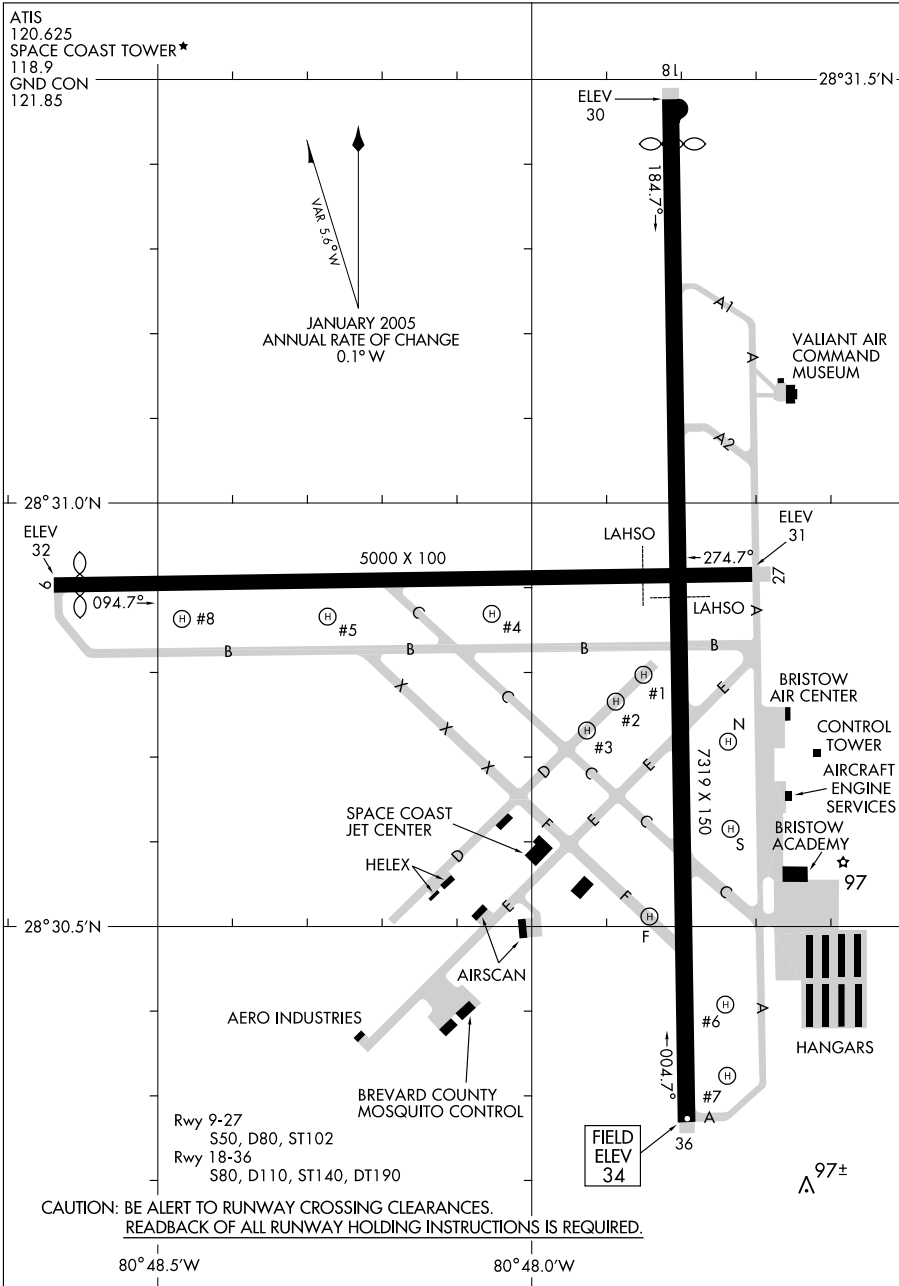 ATIS
120.625
SPACE COAST TOWER★
118.9
GND CON
121.85
18
28°31.5'N
ELEV
30
184.7°
VAR 5.6° W
JANUARY 2005
ANNUAL RATE OF CHANGE
0.1° W
A1
A
VALIANT AIR
COMMAND
MUSEUM
A2
28°31.0'N
ELEV
32
LAHSO
ELEV
31
5000 X 100
274.7°
9
27
094.7°
LAHSO
A
H #8
H #5
H #4
C
B
B
B
B
H #1
H #2
H #3
X
X
X
C
C
C
C
E
E
E
E
D
D
F
F
N
H
BRISTOW
AIR CENTER
CONTROL
TOWER
7319 X 150
AIRCRAFT
ENGINE
SERVICES
SPACE COAST
JET CENTER
H
S
BRISTOW
ACADEMY
HELEX
97
28°30.5'N
H
F
AIRSCAN
AERO INDUSTRIES
H
#6
A
HANGARS
004.7°
H
#7
BREVARD COUNTY
MOSQUITO CONTROL
A
Rwy 9-27
S50, D80, ST102
Rwy 18-36
S80, D110, ST140, DT190
FIELD
ELEV
34
36
97±
CAUTION: BE ALERT TO RUNWAY CROSSING CLEARANCES.
READBACK OF ALL RUNWAY HOLDING INSTRUCTIONS IS REQUIRED.
80°48.5'W
80°48.0'W